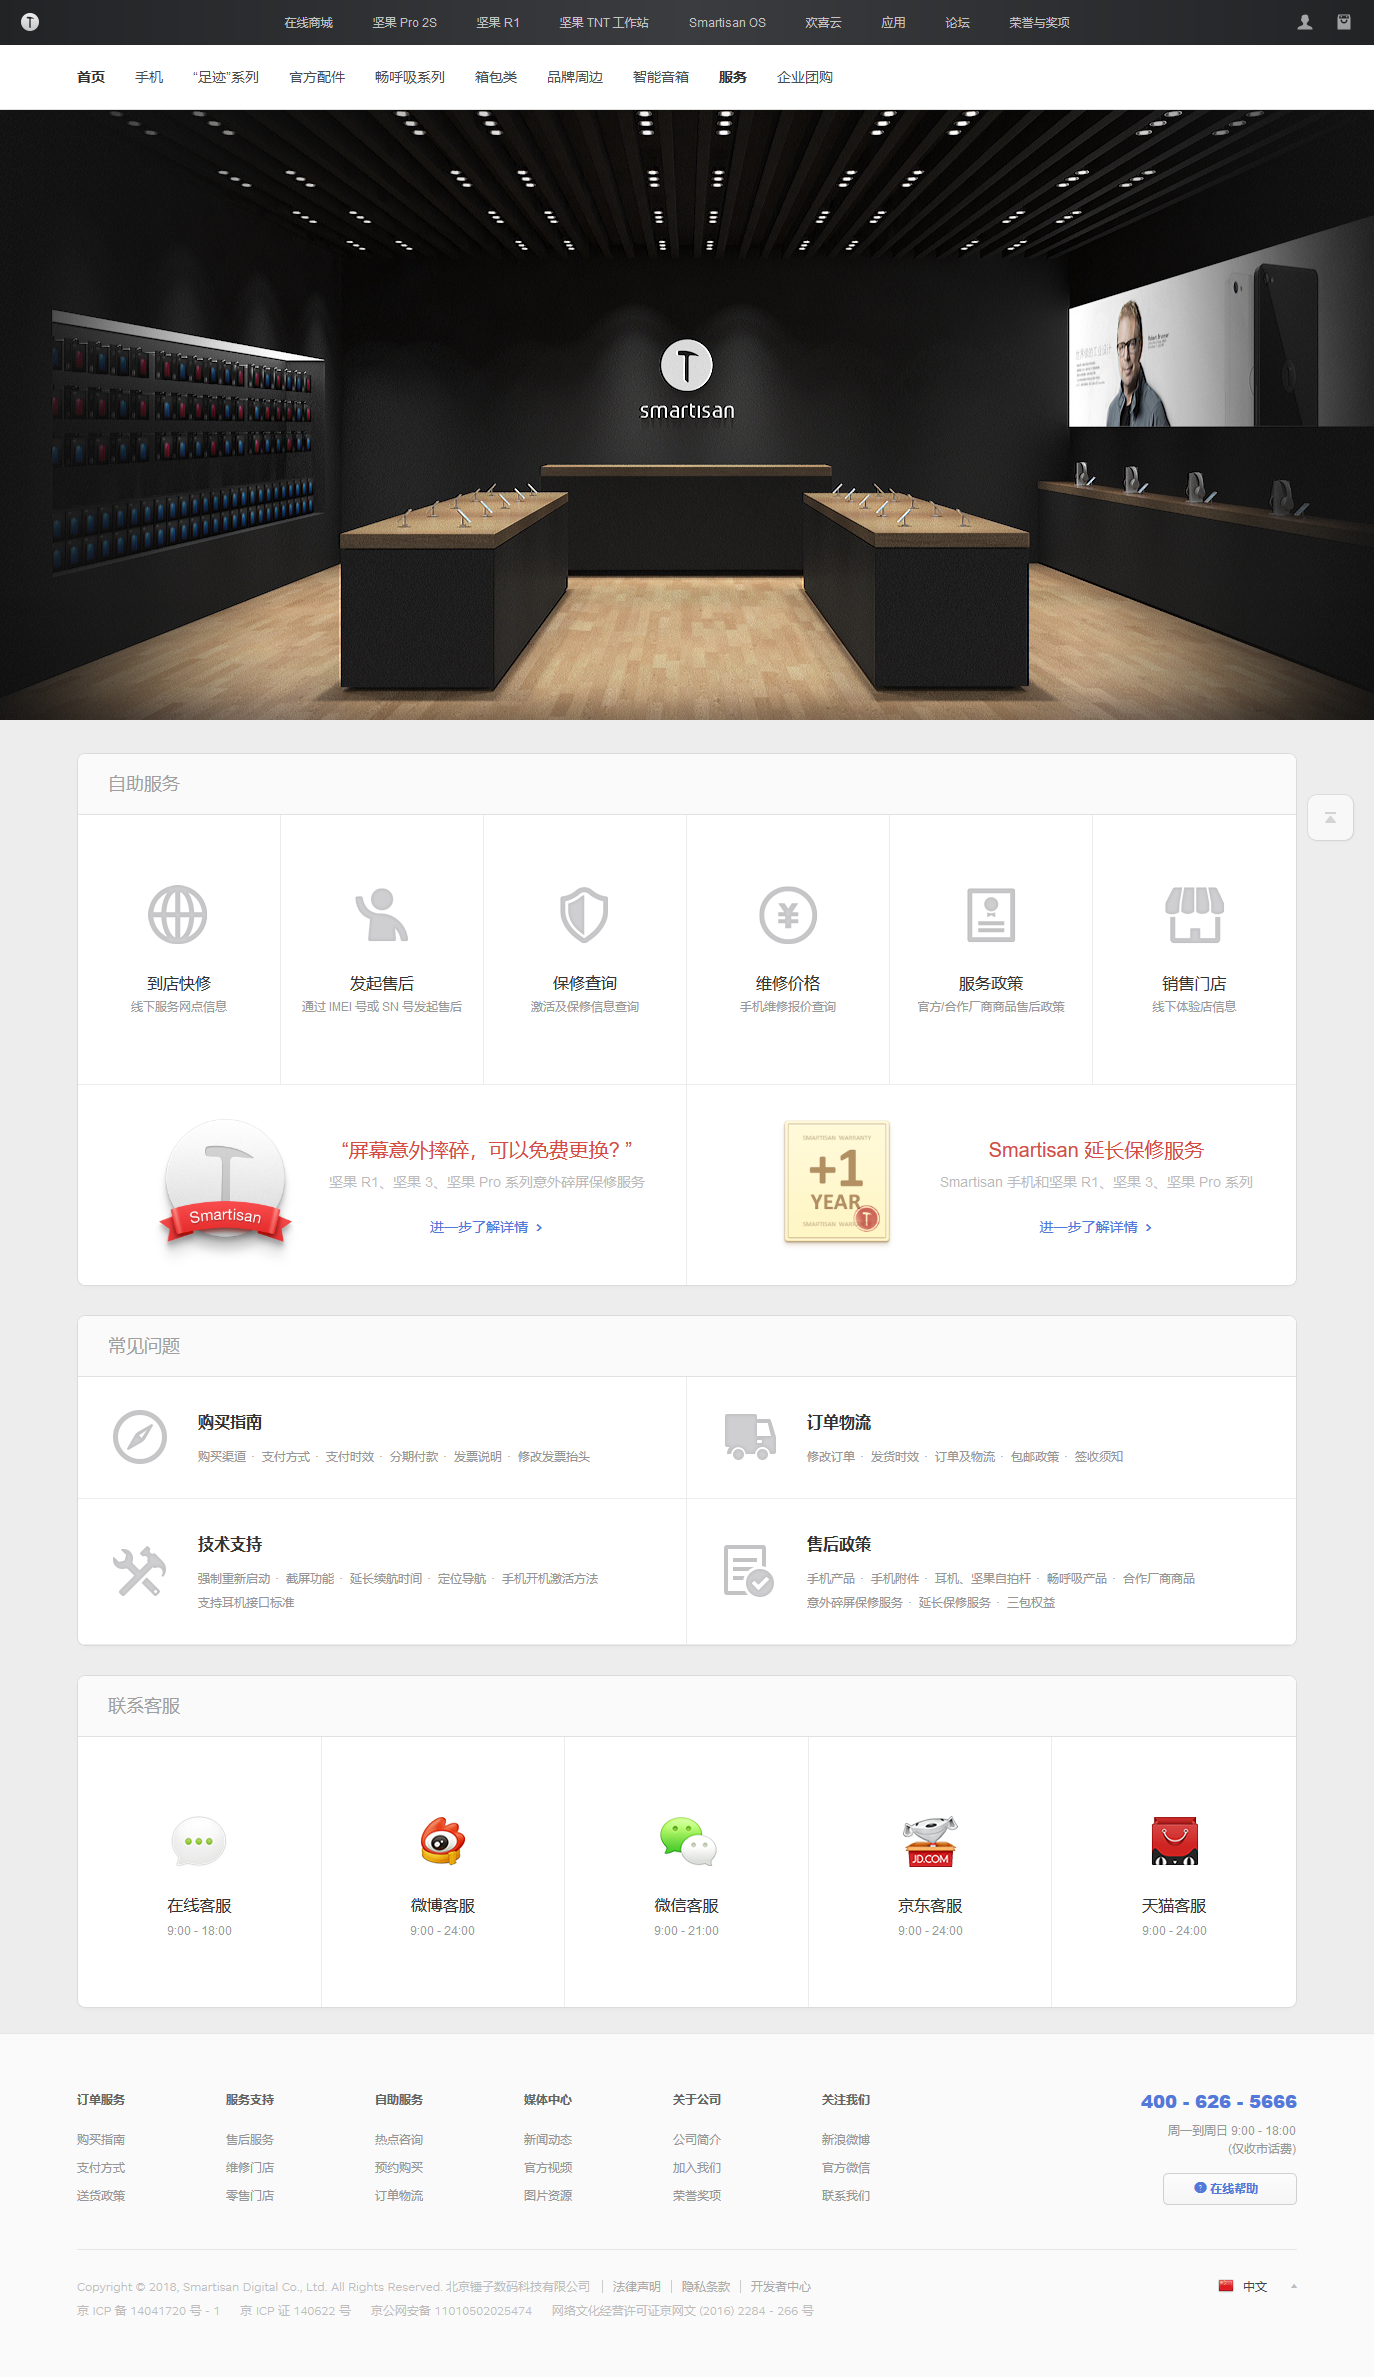 在线商城 坚果 Pro 2S 坚果 R1 坚果 TNT 工作站 Smartisan OS 欢喜云 应用 论坛 荣誉与奖项
首页 手机 “足迹”系列 官方配件 畅呼吸系列 箱包类 品牌周边 智能音箱 服务 企业团购
smartisan
自助服务
到店快修 发起售后 保修查询 维修价格 服务政策 销售门店
线下服务网点信息 通过 IMEI 号或 SN 号发起售后 激活及保修信息查询 手机维修报价查询 官方/合作厂商商品售后政策 线下体验店信息
“屏幕意外摔碎，可以免费更换？”
坚果 R1、坚果 3、坚果 Pro 系列意外碎屏保修服务
进一步了解详情
Smartisan
SMARTISAN WARRANTY
+1
YEAR
Smartisan 延长保修服务
Smartisan 手机和坚果 R1、坚果 3、坚果 Pro 系列
进一步了解详情
常见问题
购买指南
购买渠道 · 支付方式 · 支付时效 · 分期付款 · 发票说明 · 修改发票抬头
订单物流
修改订单 · 发货时效 · 订单及物流 · 包邮政策 · 签收须知
技术支持
强制重新启动 · 截屏功能 · 延长续航时间 · 定位导航 · 手机开机激活方法
支持耳机接口标准
售后政策
手机产品 · 手机附件 · 耳机、坚果自拍杆 · 畅呼吸产品 · 合作厂商商品
意外碎屏保修服务 · 延长保修服务 · 三包权益
联系客服
JD.COM
在线客服 微博客服 微信客服 京东客服 天猫客服
9:00 - 18:00 9:00 - 24:00 9:00 - 21:00 9:00 - 24:00 9:00 - 24:00
订单服务 服务支持 自助服务 媒体中心 关于公司 关注我们
购买指南 售后服务 热点咨询 新闻动态 公司简介 新浪微博
支付方式 维修门店 预约购买 官方视频 加入我们 官方微信
送货政策 零售门店 订单物流 图片资源 荣誉奖项 联系我们
400 - 626 - 5666
周一到周日 9:00 - 18:00
(仅收市话费)
在线帮助
Copyright © 2018, Smartisan Digital Co., Ltd. All Rights Reserved. 北京锤子数码科技有限公司 | 法律声明 | 隐私条款 | 开发者中心
中文
京 ICP 备 14041720 号 - 1 京 ICP 证 140622 号 京公网安备 11010502025474 网络文化经营许可证京网文 (2016) 2284 - 266 号